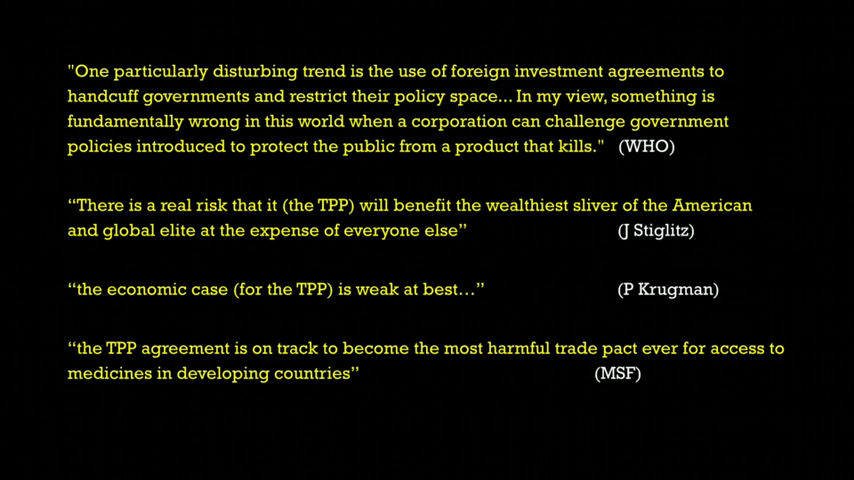 "One particularly disturbing trend is the use of foreign investment agreements to
handcuff governments and restrict their policy space... In my view, something is
fundamentally wrong in this world when a corporation can challenge government
policies introduced to protect the public from a product that kills." (WHO)
“There is a real risk that it (the TPP) will benefit the wealthiest sliver of the American
and global elite at the expense of everyone else” (J Stiglitz)
“the economic case (for the TPP) is weak at best…” (P Krugman)
“the TPP agreement is on track to become the most harmful trade pact ever for access to
medicines in developing countries” (MSF)